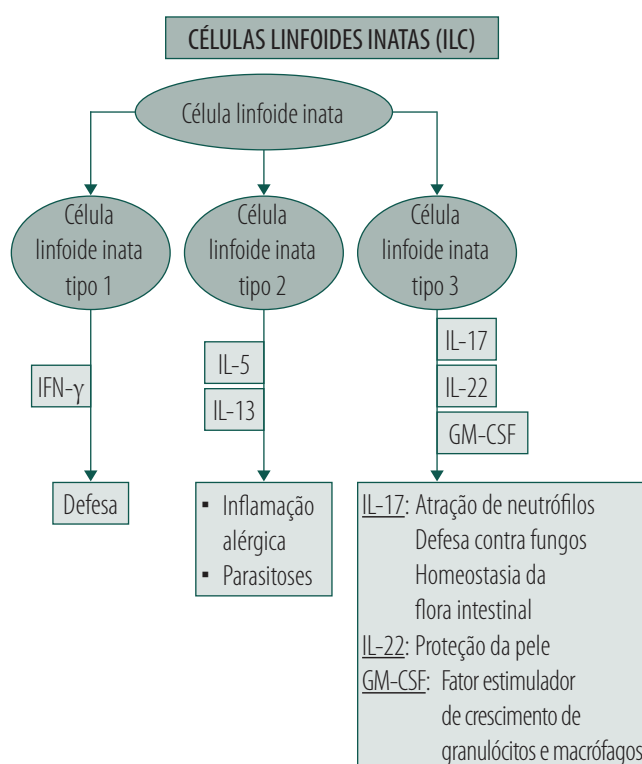 CÉLULAS LINFOIDES INATAS (ILC)
Célula linfoide inata
Célula
linfoide inata
tipo 1
Célula
linfoide inata
tipo 2
Célula
linfoide inata
tipo 3
IFN-γ
IL-5
IL-13
IL-17
IL-22
GM-CSF
Defesa
▪ Inflamação
alérgica
▪ Parasitoses
IL-17: Atração de neutrófilos
Defesa contra fungos
Homeostasia da
flora intestinal
IL-22: Proteção da pele
GM-CSF: Fator estimulador
de crescimento de
granulócitos e macrófagos